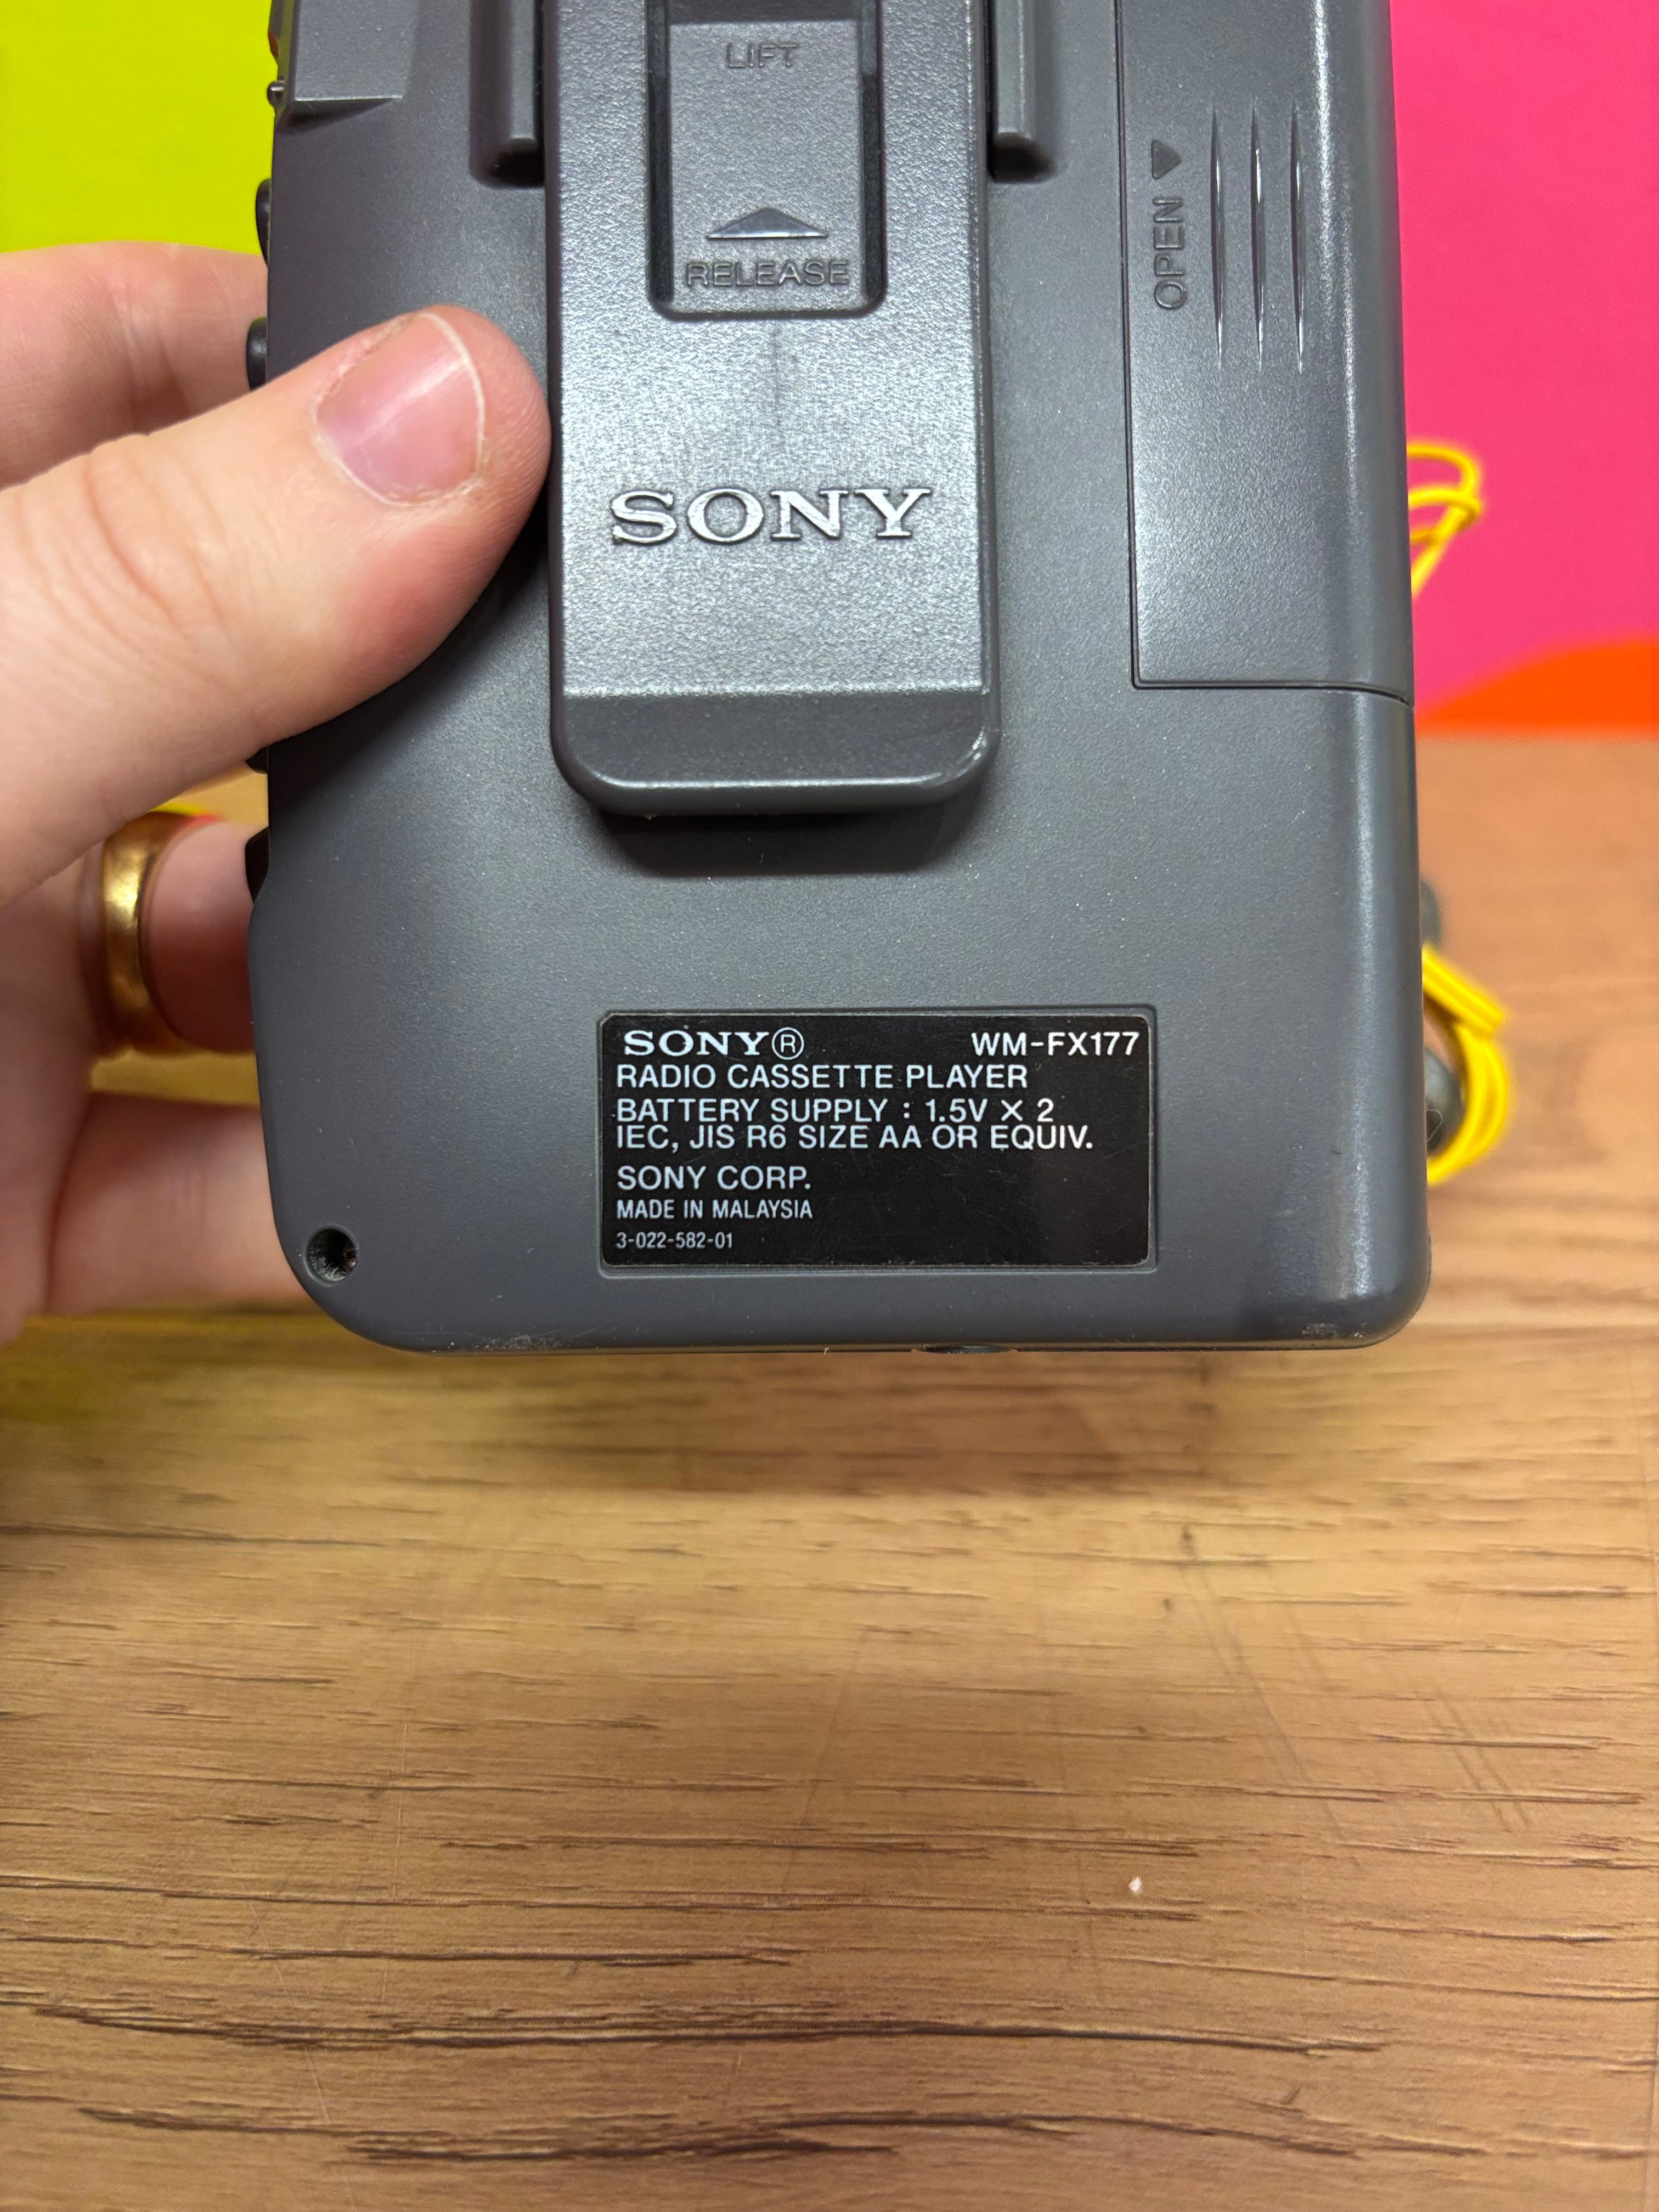 LIFT
RELEASE
OPEN
SONY
SONY® WM-FX177
RADIO CASSETTE PLAYER
BATTERY SUPPLY : 1.5V × 2
IEC, JIS R6 SIZE AA OR EQUIV.
SONY CORP.
MADE IN MALAYSIA
3-022-582-01